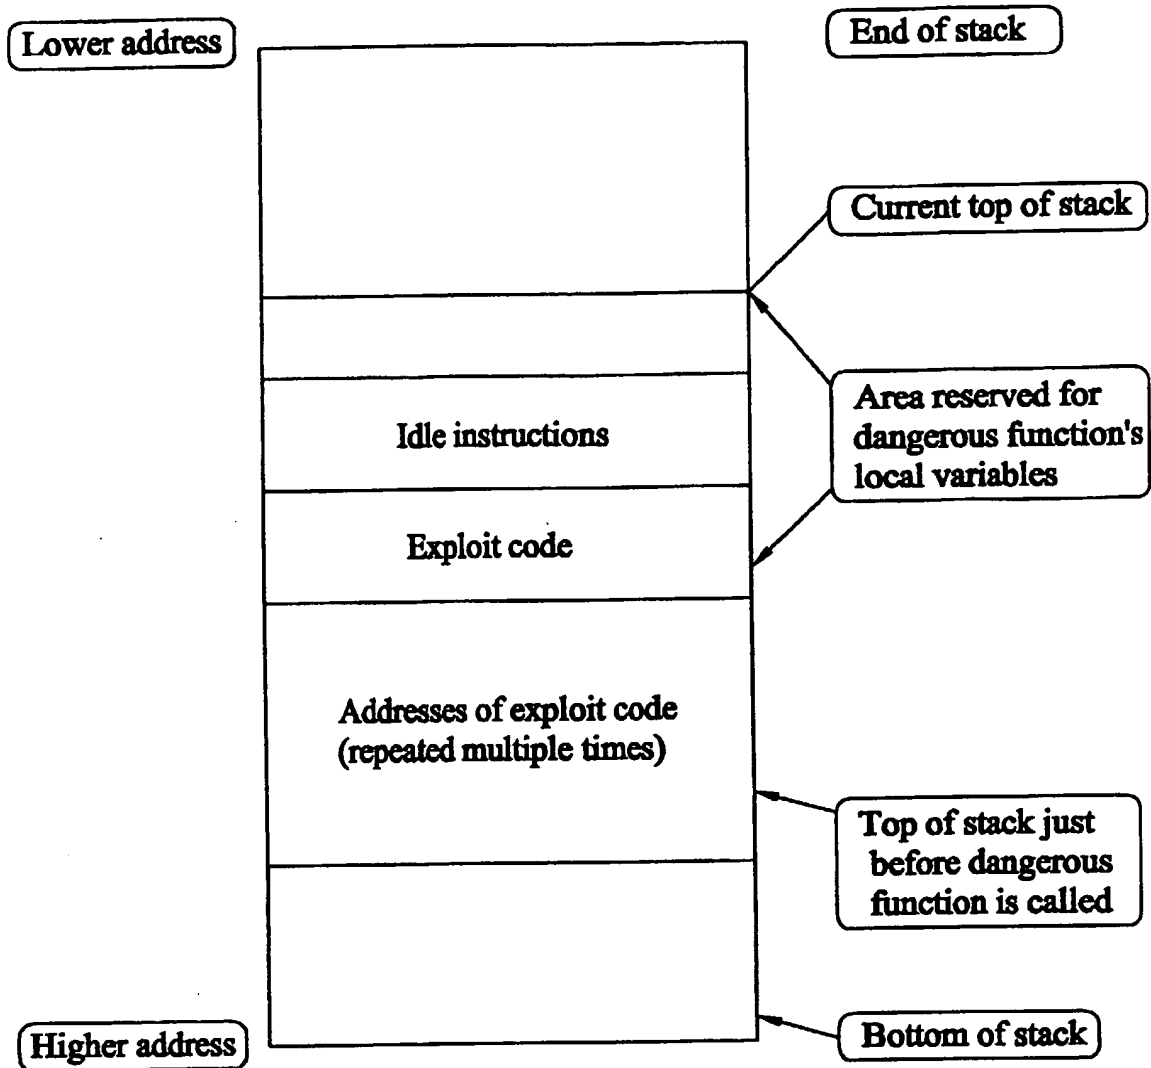 Lower address
End of stack
Current top of stack
Area reserved for
dangerous function's
local variables
Idle instructions
Exploit code
Addresses of exploit code
(repeated multiple times)
Top of stack just
before dangerous
function is called
Higher address
Bottom of stack